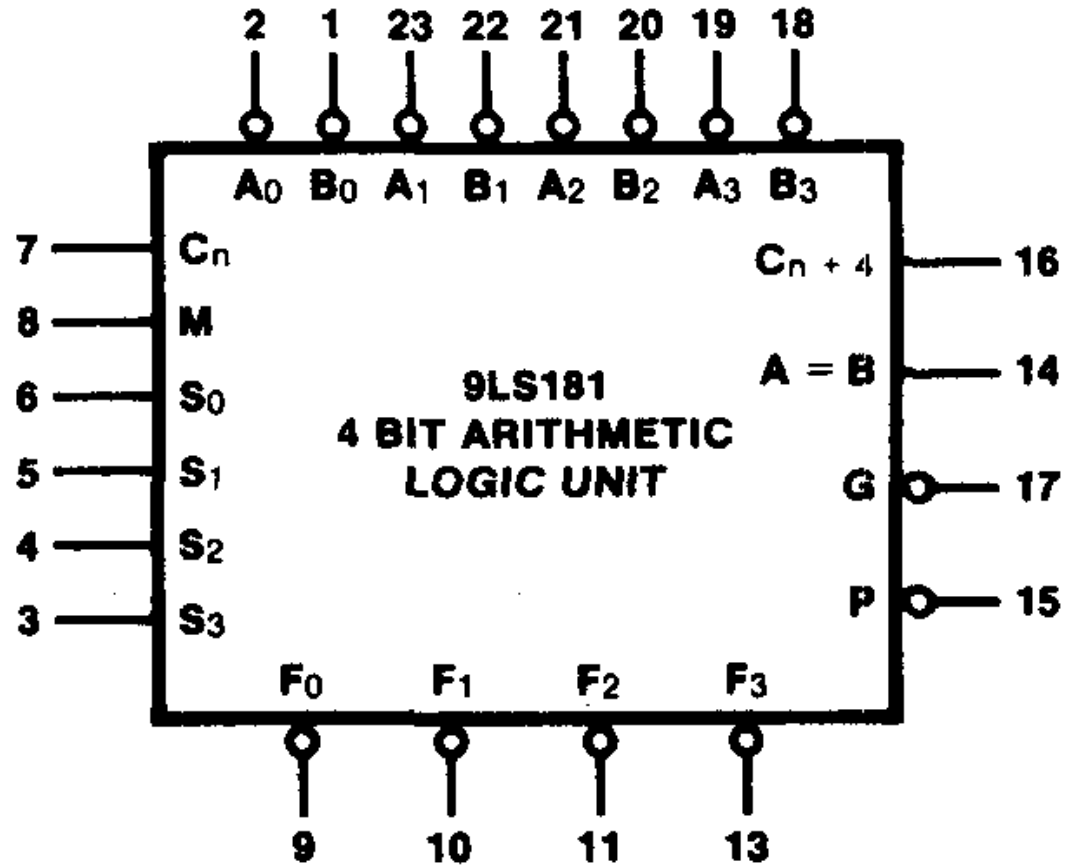 2 1 23 22 21 20 19 18
A0 B0 A1 B1 A2 B2 A3 B3
7 Cn Cn + 4 16
8 M
A = B 14
6 S0
9LS181
4 BIT ARITHMETIC
LOGIC UNIT
5 S1
G 17
4 S2
P 15
3 S3
F0 F1 F2 F3
9 10 11 13